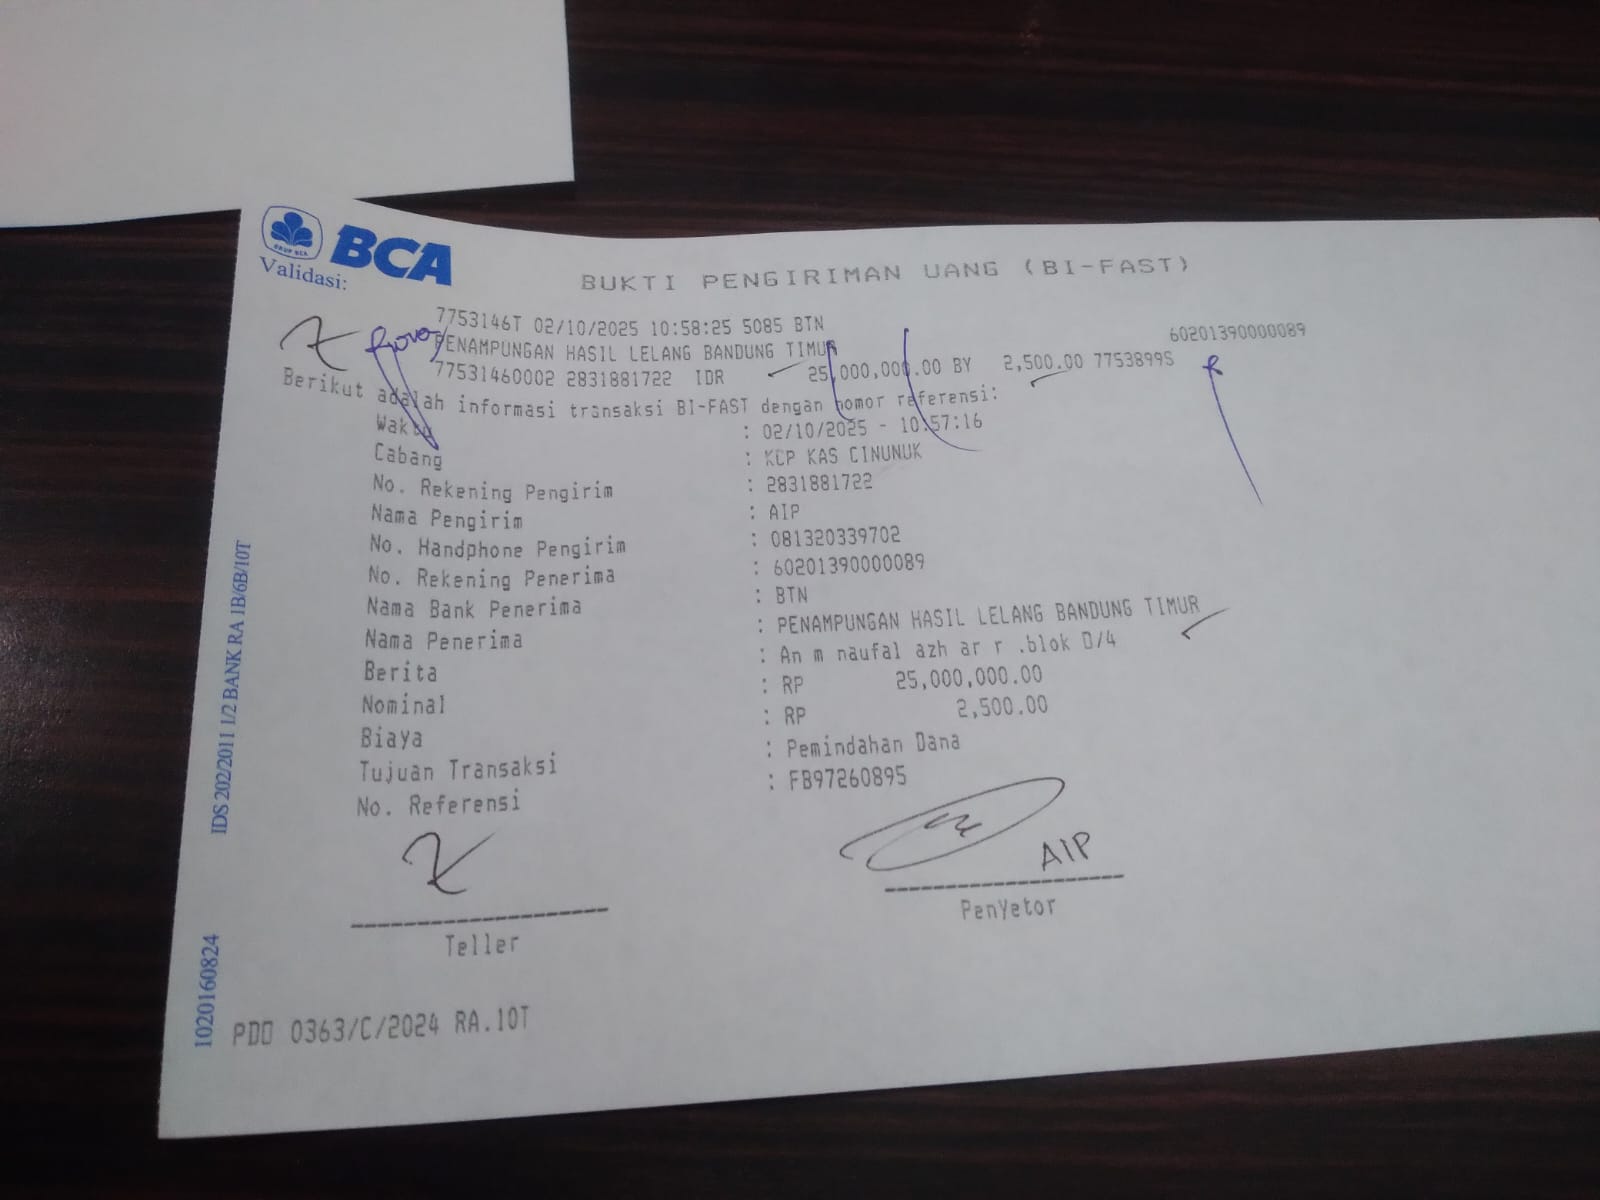 GRUP BCA
BCA
Validasi:
BUKTI PENGIRIMAN UANG (BI-FAST)
7753146T 02/10/2025 10:58:25 5085 BTN
60201390000089
PENAMPUNGAN HASIL LELANG BANDUNG TIMUR
77531460002 2831881722 IDR 25,000,000.00 BY 2,500.00 7753899S
Berikut adalah informasi transaksi BI-FAST dengan nomor referensi:
Waktu : 02/10/2025 - 10:57:16
Cabang : KCP KAS CINUNUK
No. Rekening Pengirim : 2831881722
Nama Pengirim : AIP
No. Handphone Pengirim : 081320339702
No. Rekening Penerima : 60201390000089
Nama Bank Penerima : BTN
Nama Penerima : PENAMPUNGAN HASIL LELANG BANDUNG TIMUR
Berita : An m naufal azh ar r .blok D/4
Nominal : RP 25,000,000.00
Biaya : RP 2,500.00
Tujuan Transaksi : Pemindahan Dana
No. Referensi : FB97260895
AIP
Teller
PenYetor
PDD 0363/C/2024 RA.10T
IDS 202/2011 1/2 BANK RA 1B/6B/10T
1020160824